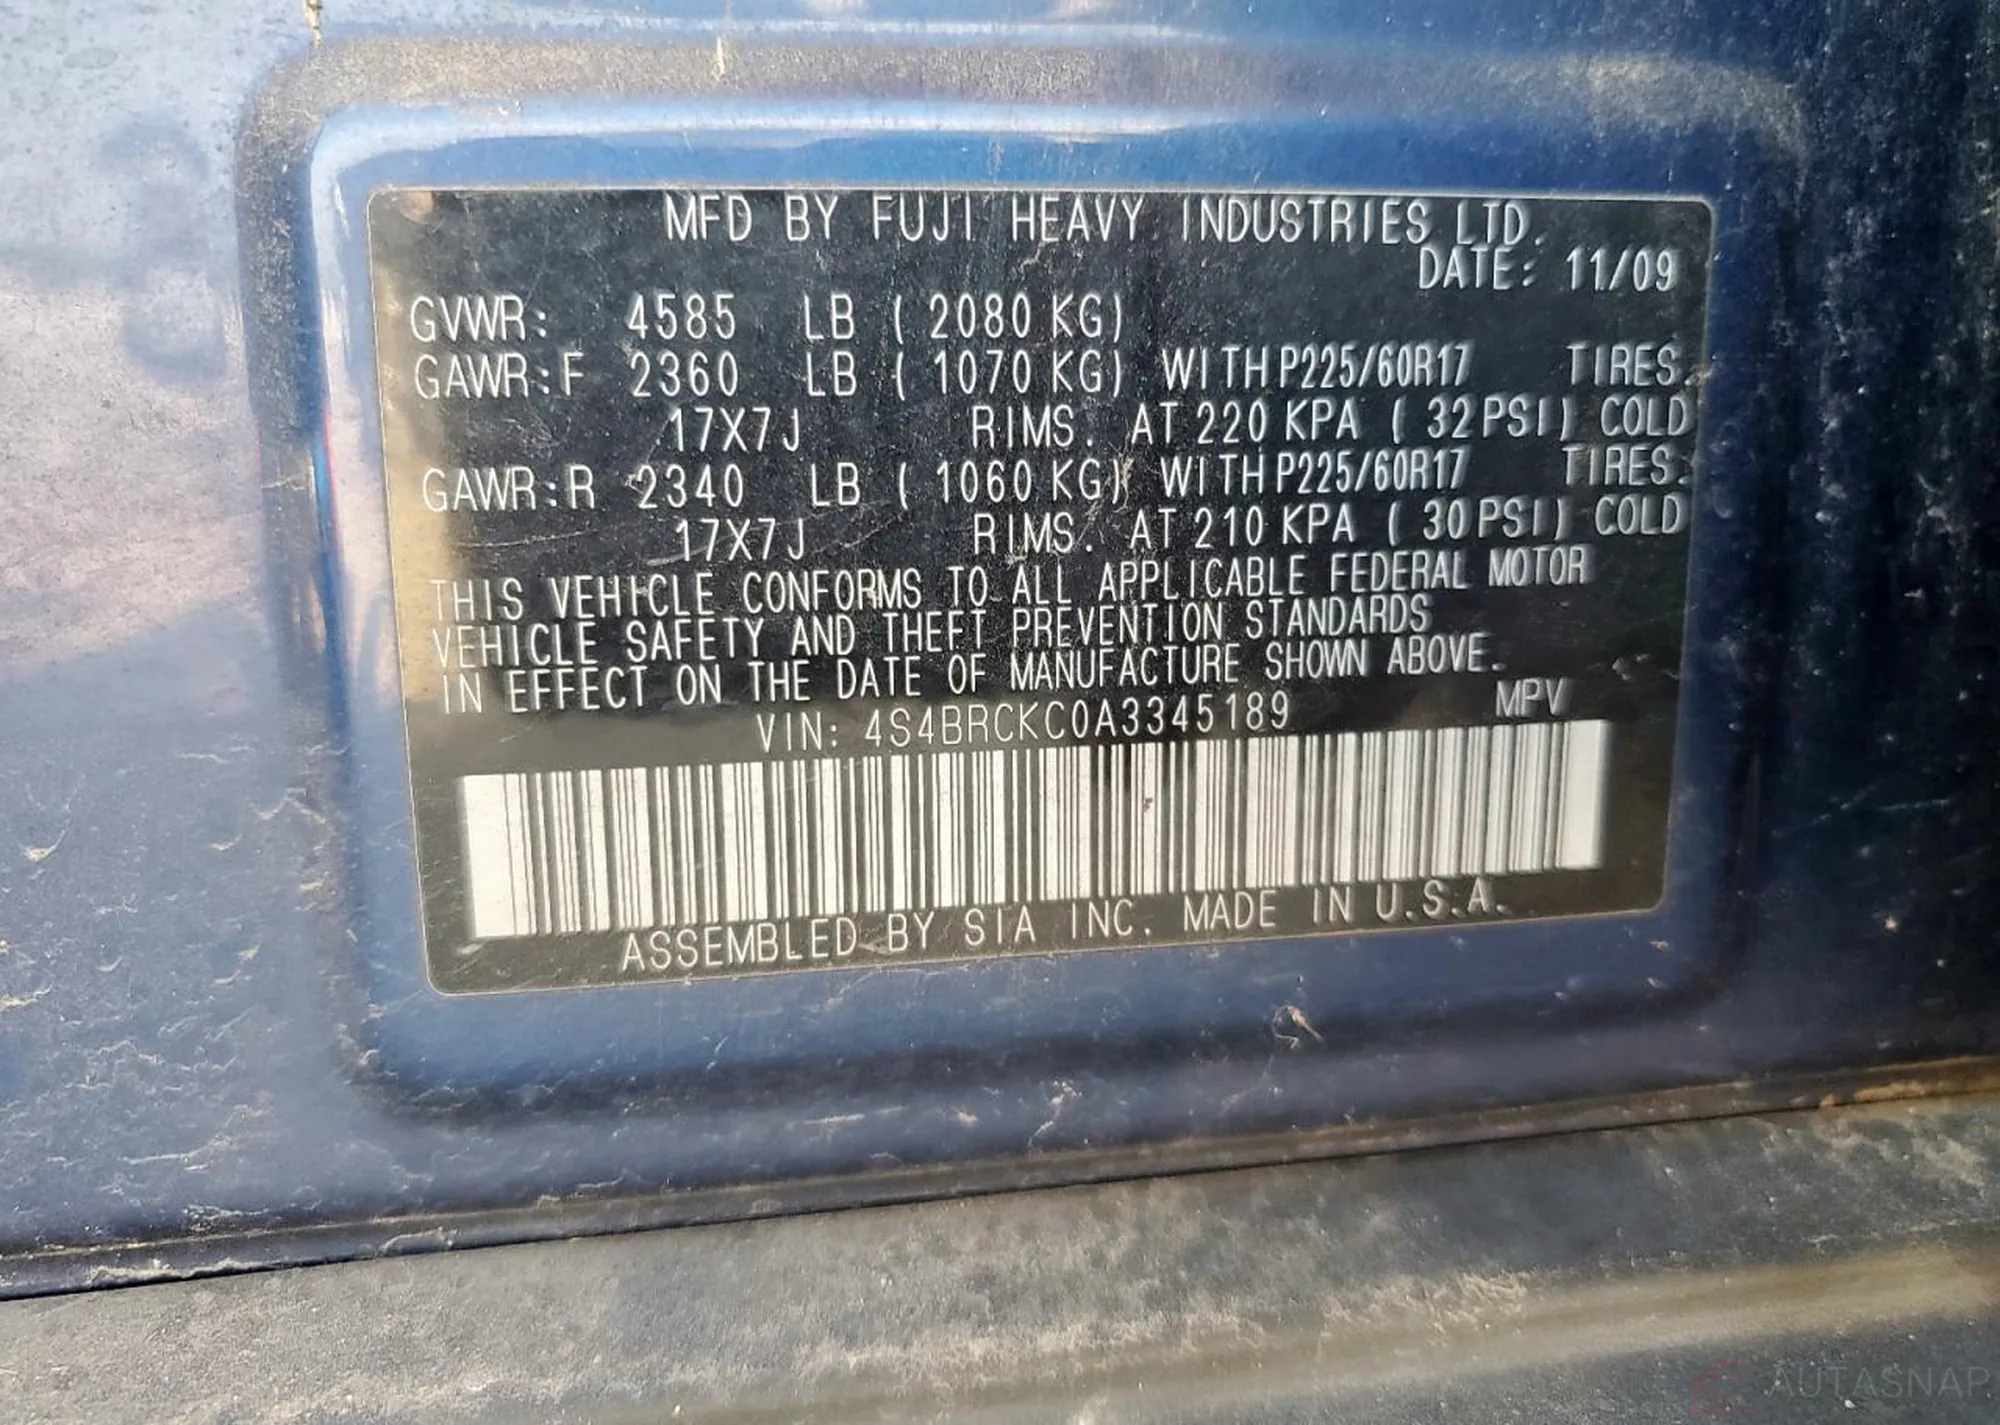 MFD BY FUJI HEAVY INDUSTRIES LTD.
DATE: 11/09
GVWR: 4585 LB ( 2080 KG)
GAWR:F 2360 LB ( 1070 KG) WITH P225/60R17 TIRES.
17X7J RIMS. AT 220 KPA ( 32 PSI) COLD
GAWR:R 2340 LB ( 1060 KG) WITH P225/60R17 TIRES.
17X7J RIMS. AT 210 KPA ( 30 PSI) COLD
THIS VEHICLE CONFORMS TO ALL APPLICABLE FEDERAL MOTOR
VEHICLE SAFETY AND THEFT PREVENTION STANDARDS
IN EFFECT ON THE DATE OF MANUFACTURE SHOWN ABOVE.
VIN: 4S4BRCKC0A3345189 MPV
ASSEMBLED BY SIA INC. MADE IN U.S.A.
AUTASNAP